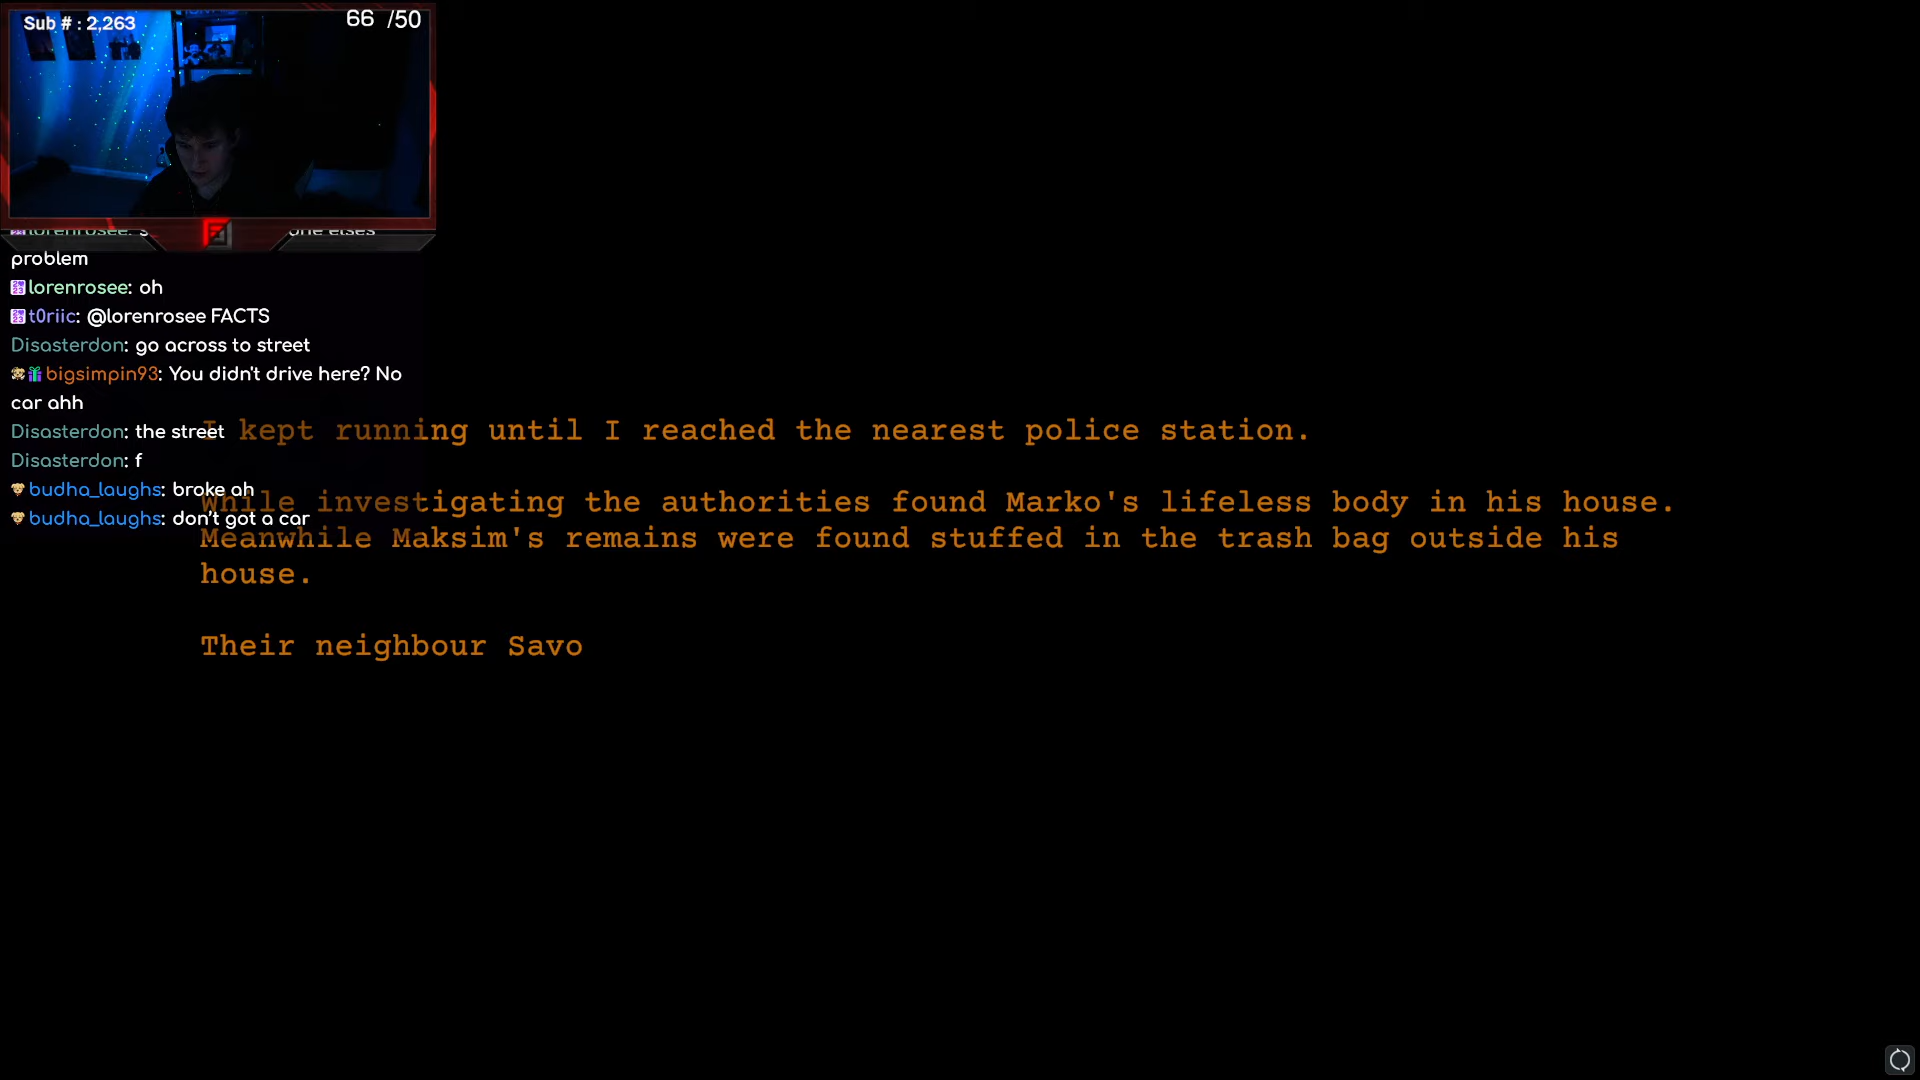 Sub # : 2,263
66 /50
one elses
problem
lorenrosee: oh
t0riic: @lorenrosee FACTS
Disasterdon: go across to street
bigsimpin93: You didn't drive here? No
car ahh
Disasterdon: the street
Disasterdon: f
budha_laughs: broke ah
budha_laughs: don't got a car
I kept running until I reached the nearest police station.
While investigating the authorities found Marko's lifeless body in his house.
Meanwhile Maksim's remains were found stuffed in the trash bag outside his
house.
Their neighbour Savo